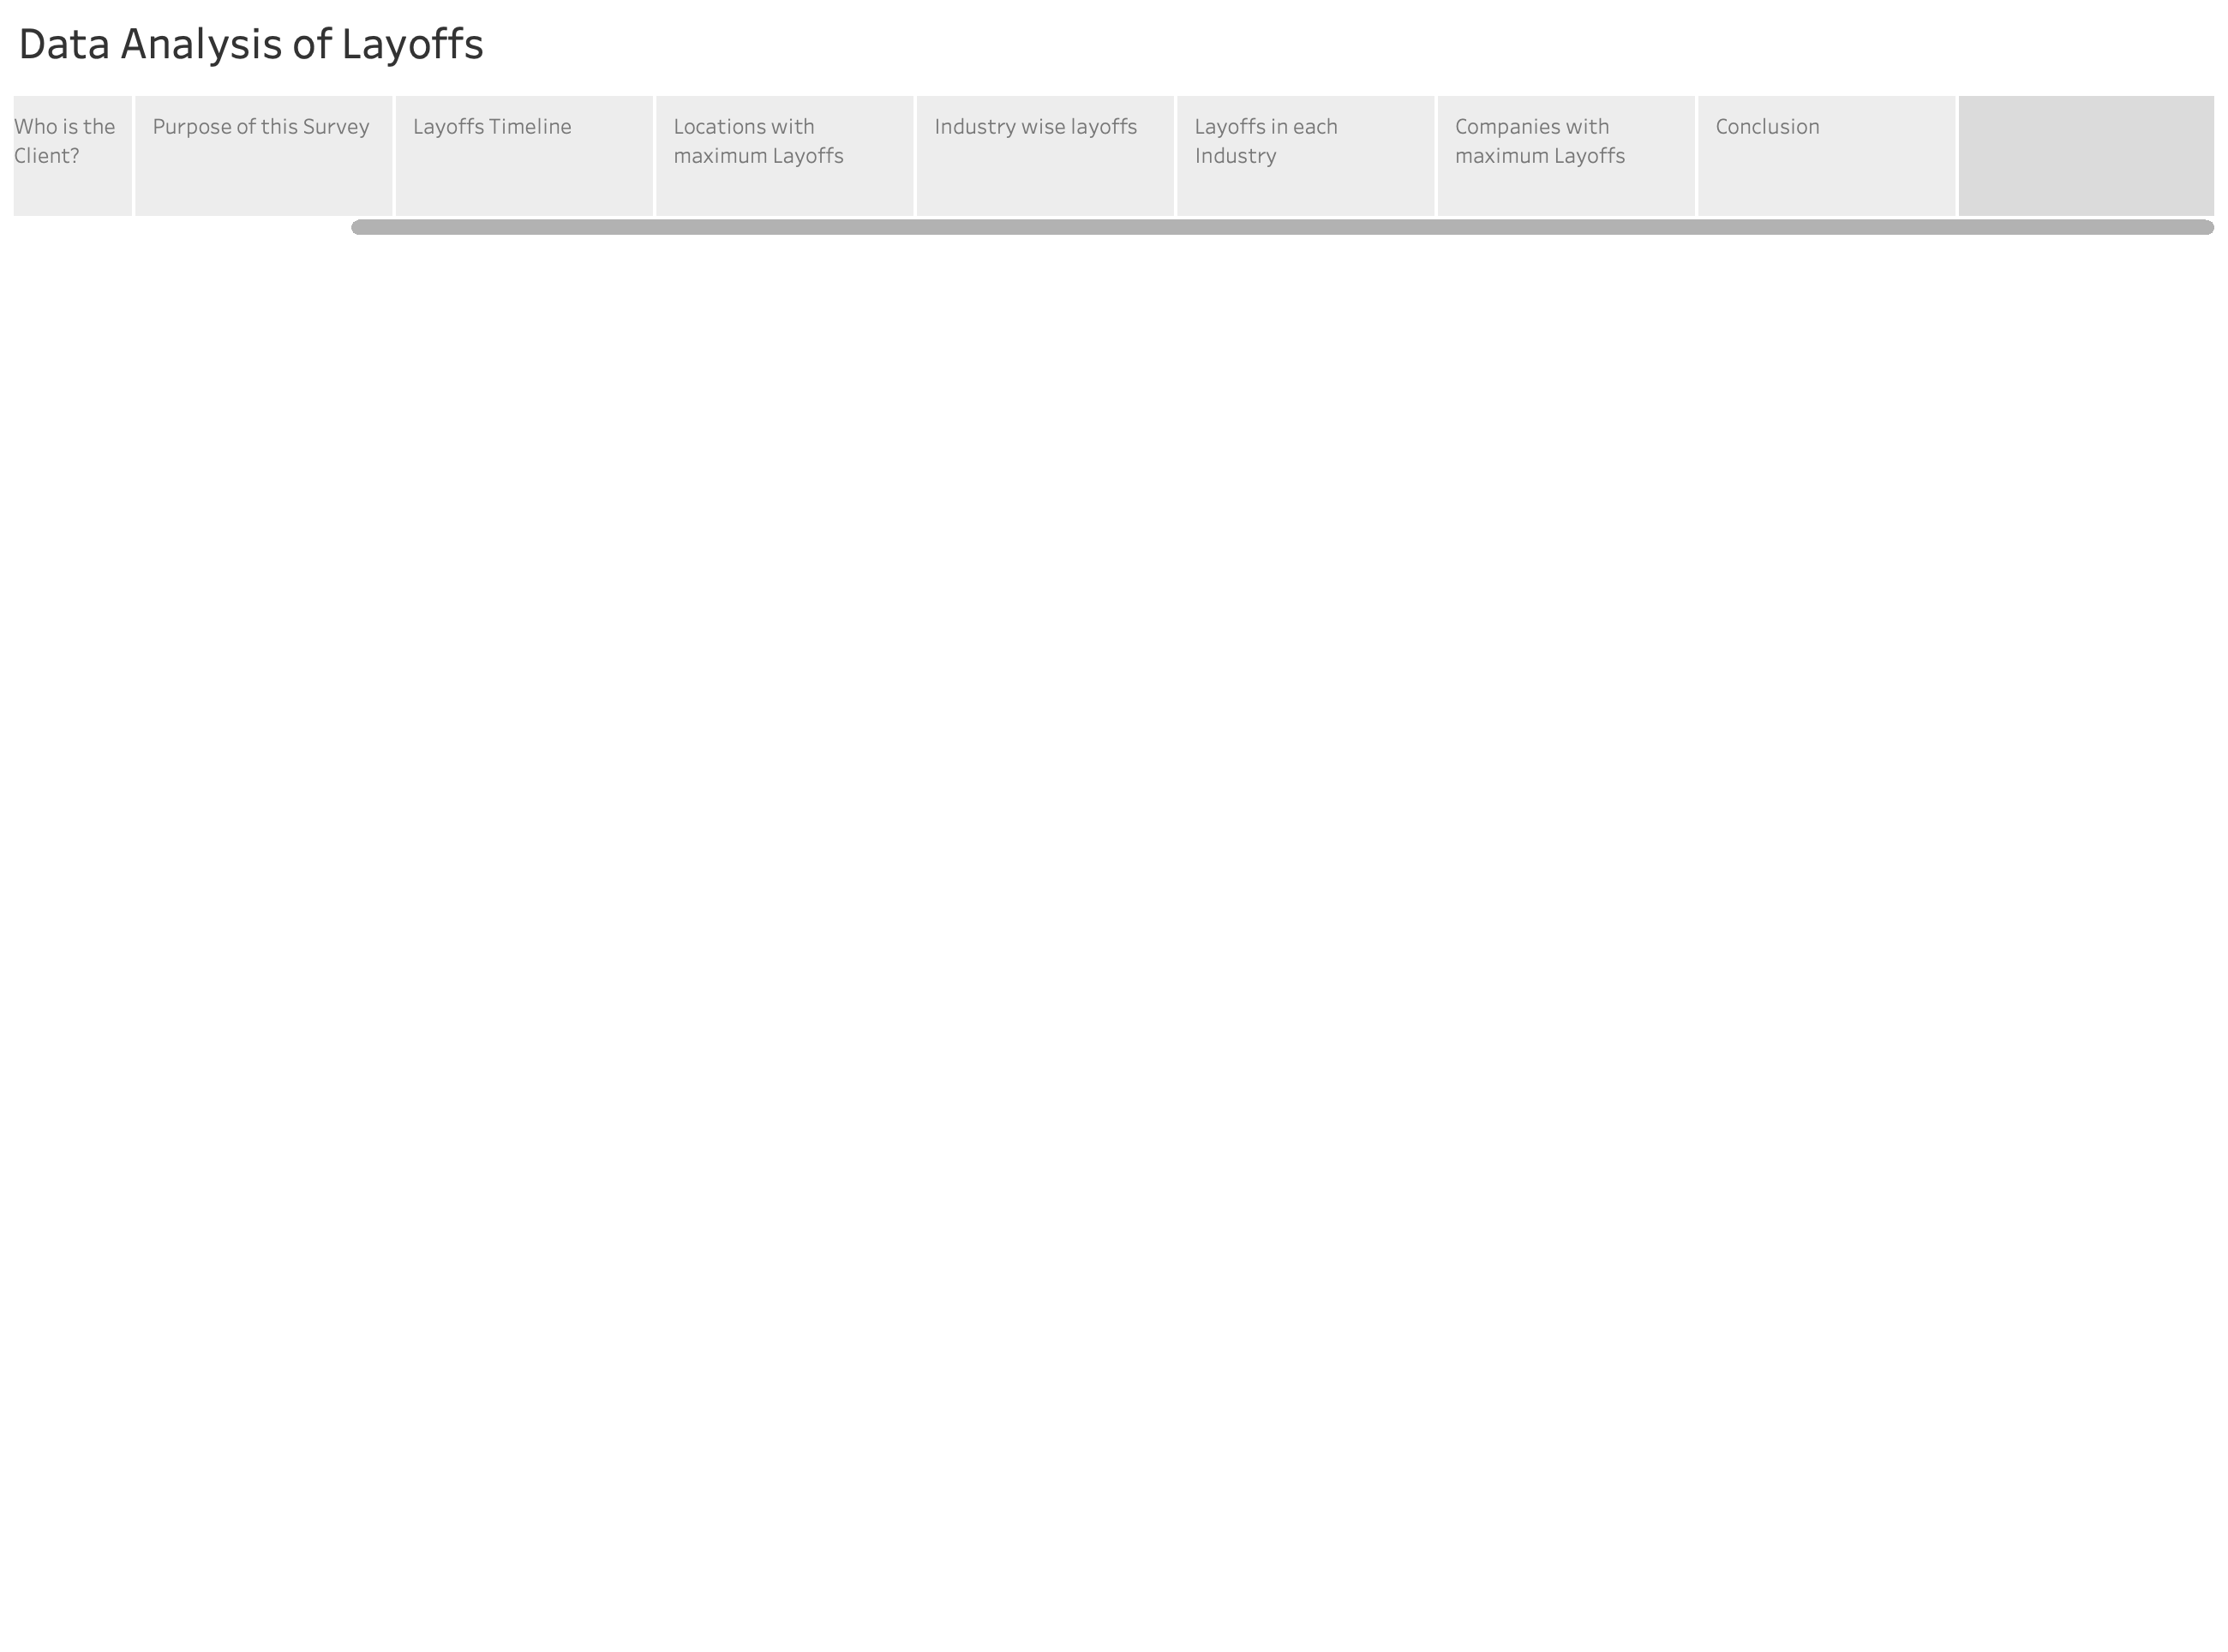 Data Analysis of Layoffs
Who is the
Client?
Purpose of this Survey
Layoffs Timeline
Locations with
maximum Layoffs
Industry wise layoffs
Layoffs in each
Industry
Companies with
maximum Layoffs
Conclusion